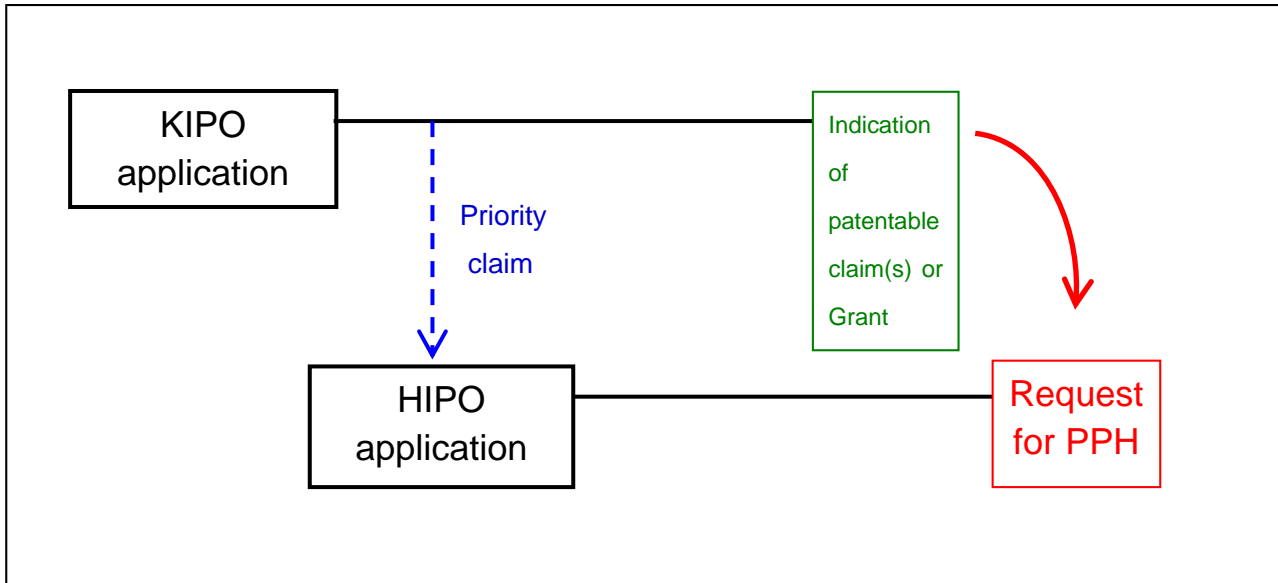 KIPO
application
Priority
claim
Indication
of
patentable
claim(s) or
Grant
HIPO
application
Request
for PPH